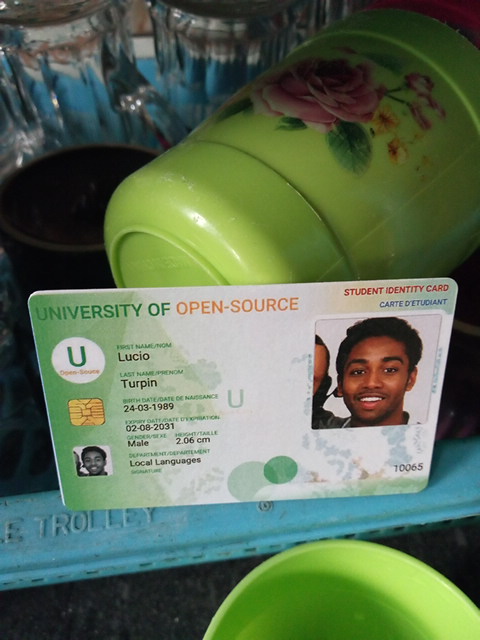 UNIVERSITY OF OPEN-SOURCE
STUDENT IDENTITY CARD
CARTE D'ETUDIANT
U
Open-Source
FIRST NAME/NOM
Lucio
LAST NAME/PRENOM
Turpin
BIRTH DATE/DATE DE NAISSANCE
24-03-1989
U
EXPIRY DATE/DATE D'EXPIRATION
02-08-2031
GENDER/SEXE HEIGHT/TAILLE
Male 2.06 cm
DEPARTMENT/DEPARTEMENT
Local Languages
SIGNATURE
10065
E TROLLEY